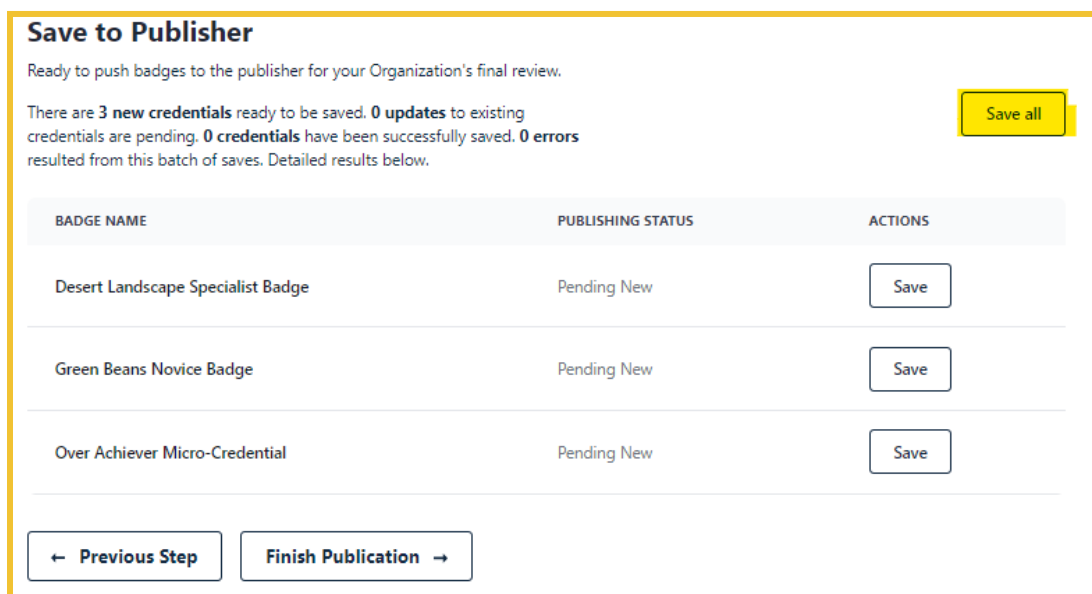 Save to Publisher
Ready to push badges to the publisher for your Organization's final review.
There are 3 new credentials ready to be saved. 0 updates to existing
credentials are pending. 0 credentials have been successfully saved. 0 errors
resulted from this batch of saves. Detailed results below.
Save all
BADGE NAME PUBLISHING STATUS ACTIONS
Desert Landscape Specialist Badge Pending New Save
Green Beans Novice Badge Pending New Save
Over Achiever Micro-Credential Pending New Save
← Previous Step Finish Publication →